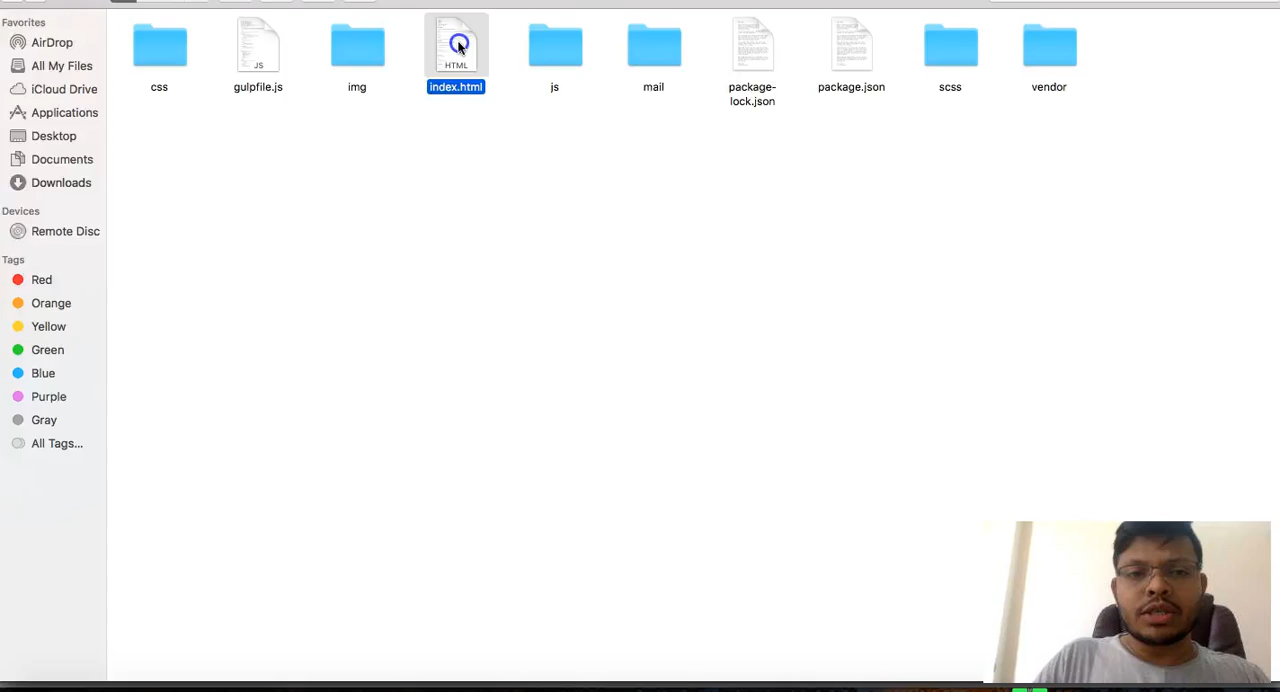 Favorites
AirDrop
All My Files
iCloud Drive
Applications
Desktop
Documents
Downloads
Devices
Remote Disc
Tags
Red
Orange
Yellow
Green
Blue
Purple
Gray
All Tags...
JS
HTML
css
gulpfile.js
img
index.html
js
mail
package-
lock.json
package.json
scss
vendor